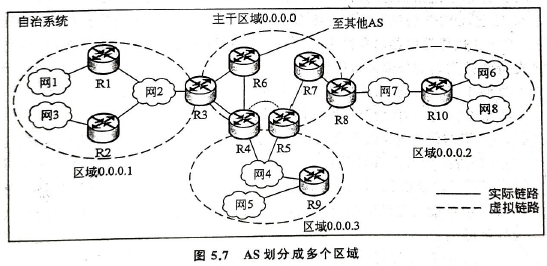 自治系统
主干区域0.0.0.0
至其他AS
网1
R1
网2
网3
R2
R3
R6
R7
R8
网7
R10
网6
网8
R4
R5
区域0.0.0.1
区域0.0.0.2
网4
网5
R9
区域0.0.0.3
实际链路
虚拟链路
图 5.7 AS 划分成多个区域